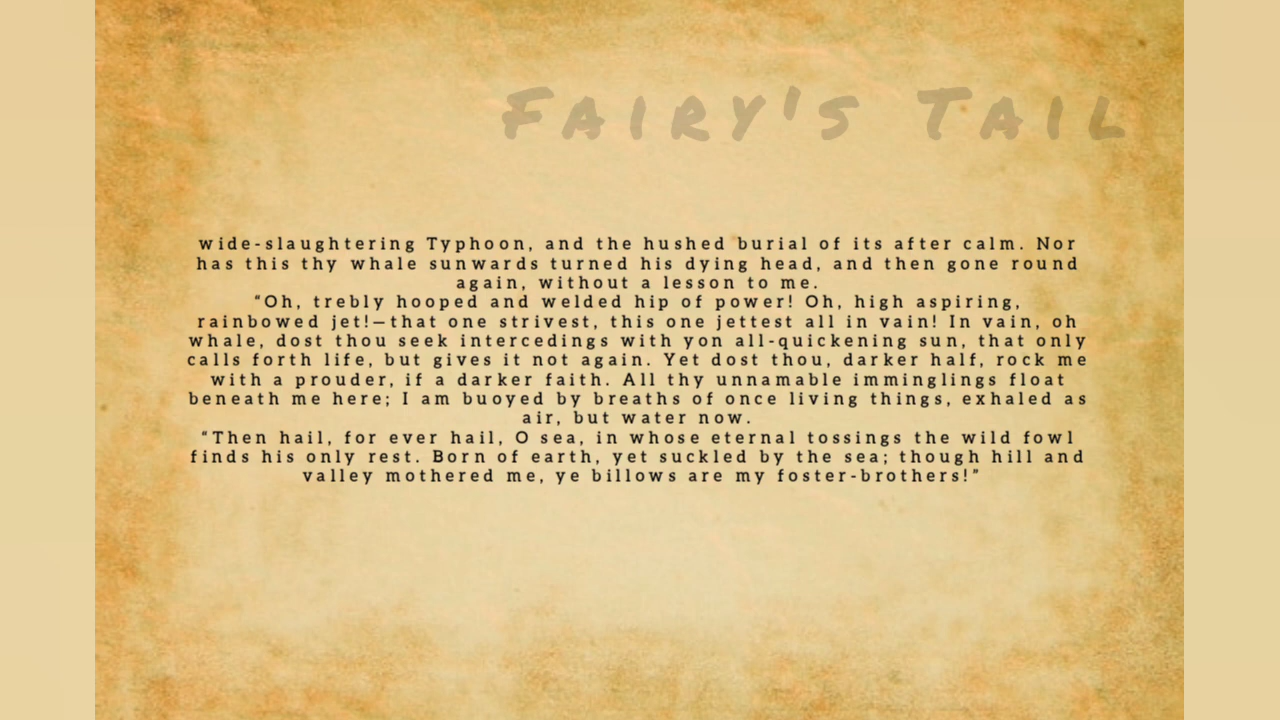 Fairy's Tail
wide-slaughtering Typhoon, and the hushed burial of its after calm. Nor
has this thy whale sunwards turned his dying head, and then gone round
again, without a lesson to me.
“Oh, trebly hooped and welded hip of power! Oh, high aspiring,
rainbowed jet!—that one strivest, this one jettest all in vain! In vain, oh
whale, dost thou seek intercedings with yon all-quickening sun, that only
calls forth life, but gives it not again. Yet dost thou, darker half, rock me
with a prouder, if a darker faith. All thy unnamable imminglings float
beneath me here; I am buoyed by breaths of once living things, exhaled as
air, but water now.
“Then hail, for ever hail, O sea, in whose eternal tossings the wild fowl
finds his only rest. Born of earth, yet suckled by the sea; though hill and
valley mothered me, ye billows are my foster-brothers!”